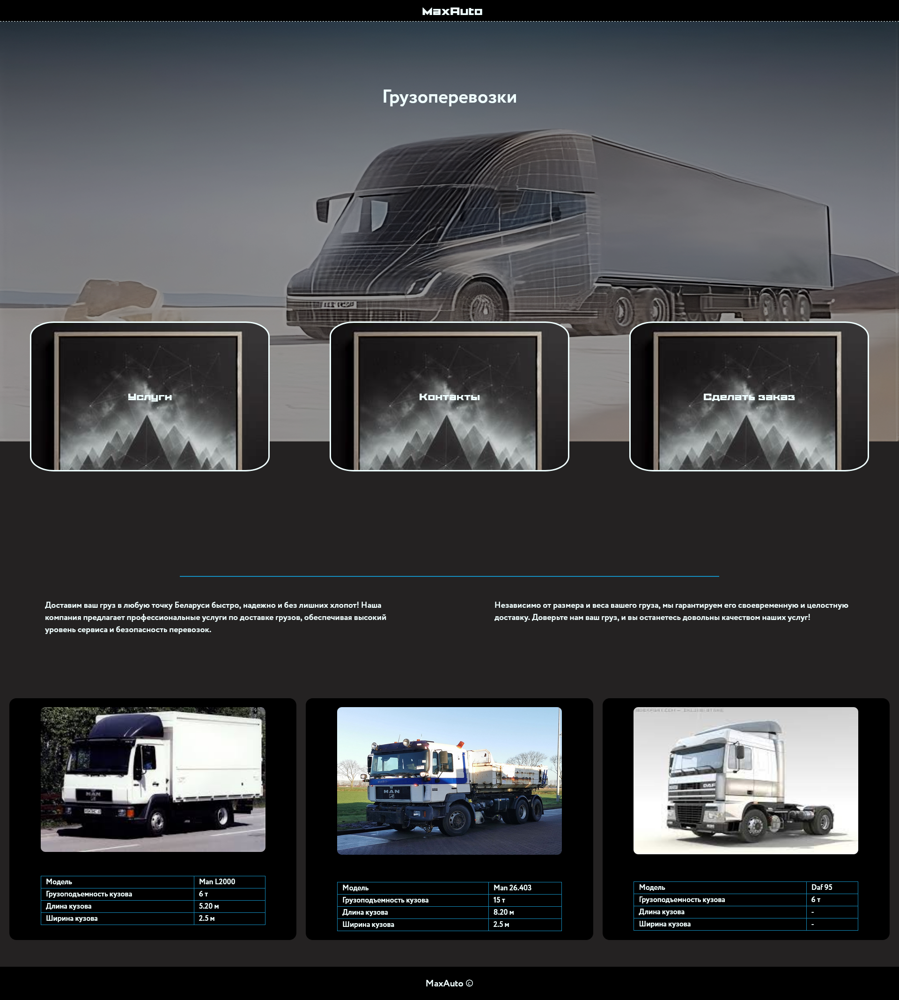 MaxAuto
Грузоперевозки
Услуги
Контакты
Сделать заказ
Доставим ваш груз в любую точку Беларуси быстро, надежно и без лишних хлопот! Наша
компания предлагает профессиональные услуги по доставке грузов, обеспечивая высокий
уровень сервиса и безопасность перевозок.
Независимо от размера и веса вашего груза, мы гарантируем его своевременную и целостную
доставку. Доверьте нам ваш груз, и вы останетесь довольны качеством наших услуг!
MAN
Модель Man L2000
Грузоподъемность кузова 6 т
Длина кузова 5.20 м
Ширина кузова 2.5 м
MAN
Модель Man 26.403
Грузоподъемность кузова 15 т
Длина кузова 8.20 м
Ширина кузова 2.5 м
DAF
Модель Daf 95
Грузоподъемность кузова 6 т
Длина кузова -
Ширина кузова -
MaxAuto ©